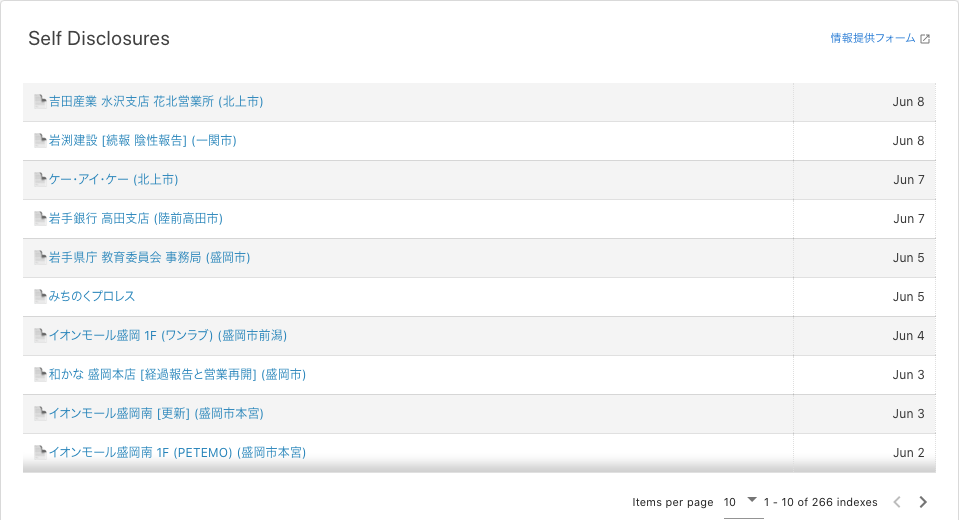 Self Disclosures
情報提供フォーム
吉田産業 水沢支店 花北営業所 (北上市) Jun 8
岩渕建設 [続報 陰性報告] (一関市) Jun 8
ケー・アイ・ケー (北上市) Jun 7
岩手銀行 高田支店 (陸前高田市) Jun 7
岩手県庁 教育委員会 事務局 (盛岡市) Jun 5
みちのくプロレス Jun 5
イオンモール盛岡 1F (ワンラブ) (盛岡市前潟) Jun 4
和かな 盛岡本店 [経過報告と営業再開] (盛岡市) Jun 3
イオンモール盛岡南 [更新] (盛岡市本宮) Jun 3
イオンモール盛岡南 1F (PETEMO) (盛岡市本宮) Jun 2
Items per page 10 1 - 10 of 266 indexes